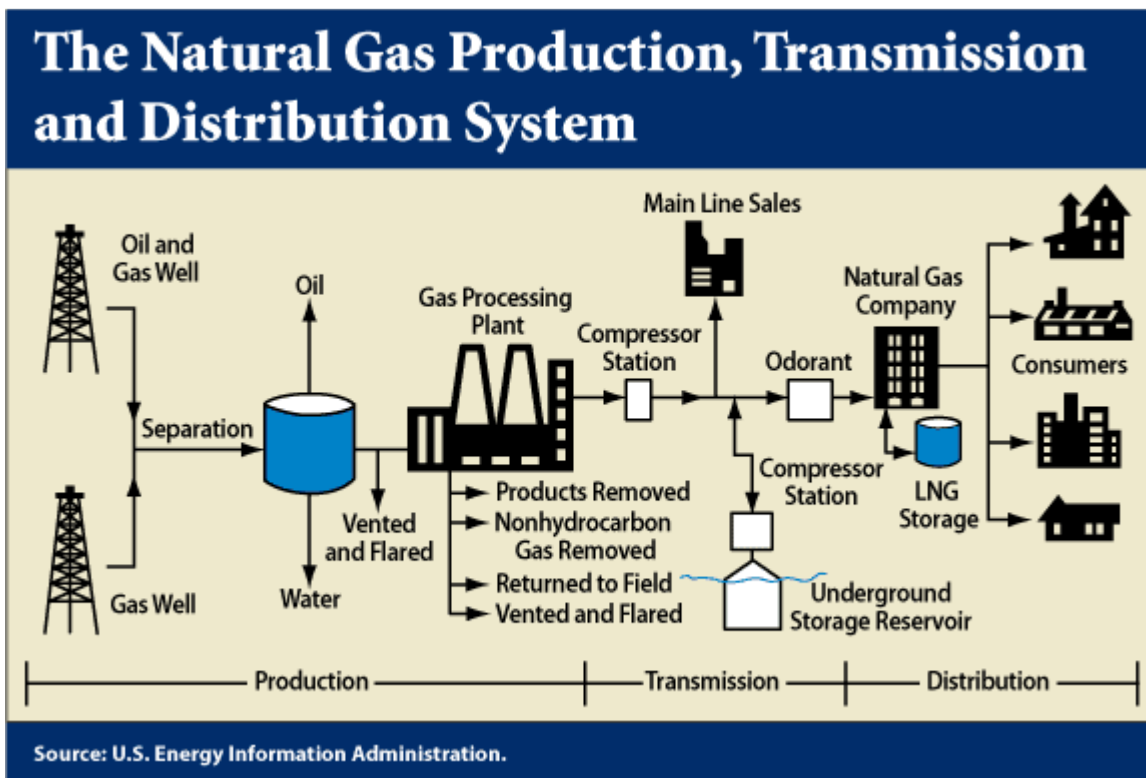 The Natural Gas Production, Transmission
and Distribution System
Oil and
Gas Well
Gas Well
Separation
Oil
Water
Vented
and Flared
Gas Processing
Plant
Products Removed
Nonhydrocarbon
Gas Removed
Returned to Field
Vented and Flared
Compressor
Station
Main Line Sales
Compressor
Station
Underground
Storage Reservoir
Odorant
Natural Gas
Company
LNG
Storage
Consumers
Production
Transmission
Distribution
Source: U.S. Energy Information Administration.